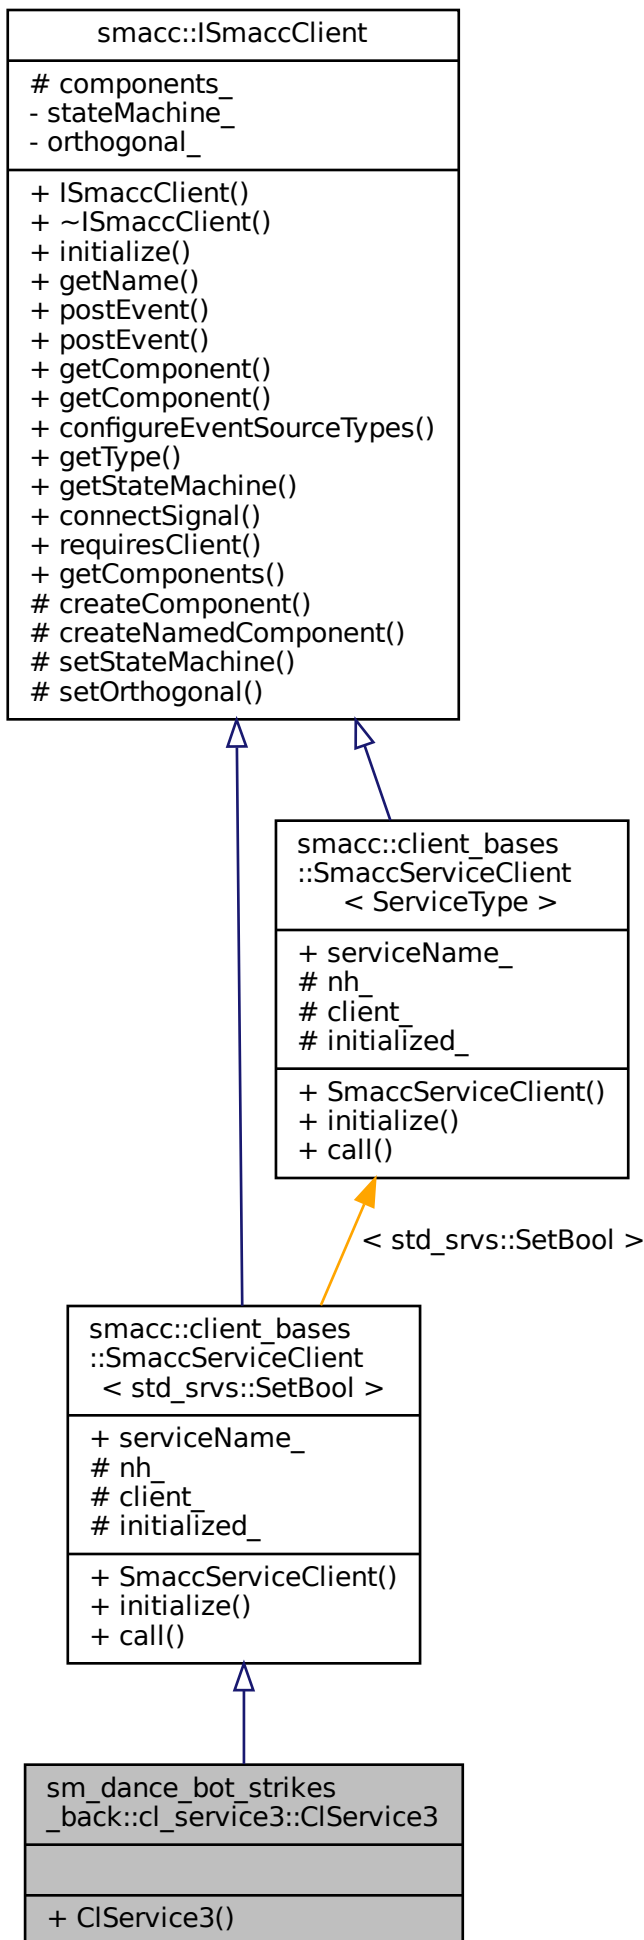 smacc::ISmaccClient
# components_
- stateMachine_
- orthogonal_
+ ISmaccClient()
+ ~ISmaccClient()
+ initialize()
+ getName()
+ postEvent()
+ postEvent()
+ getComponent()
+ getComponent()
+ configureEventSourceTypes()
+ getType()
+ getStateMachine()
+ connectSignal()
+ requiresClient()
+ getComponents()
# createComponent()
# createNamedComponent()
# setStateMachine()
# setOrthogonal()
smacc::client_bases
::SmaccServiceClient
< ServiceType >
+ serviceName_
# nh_
# client_
# initialized_
+ SmaccServiceClient()
+ initialize()
+ call()
< std_srvs::SetBool >
smacc::client_bases
::SmaccServiceClient
< std_srvs::SetBool >
+ serviceName_
# nh_
# client_
# initialized_
+ SmaccServiceClient()
+ initialize()
+ call()
sm_dance_bot_strikes
_back::cl_service3::ClService3
+ ClService3()